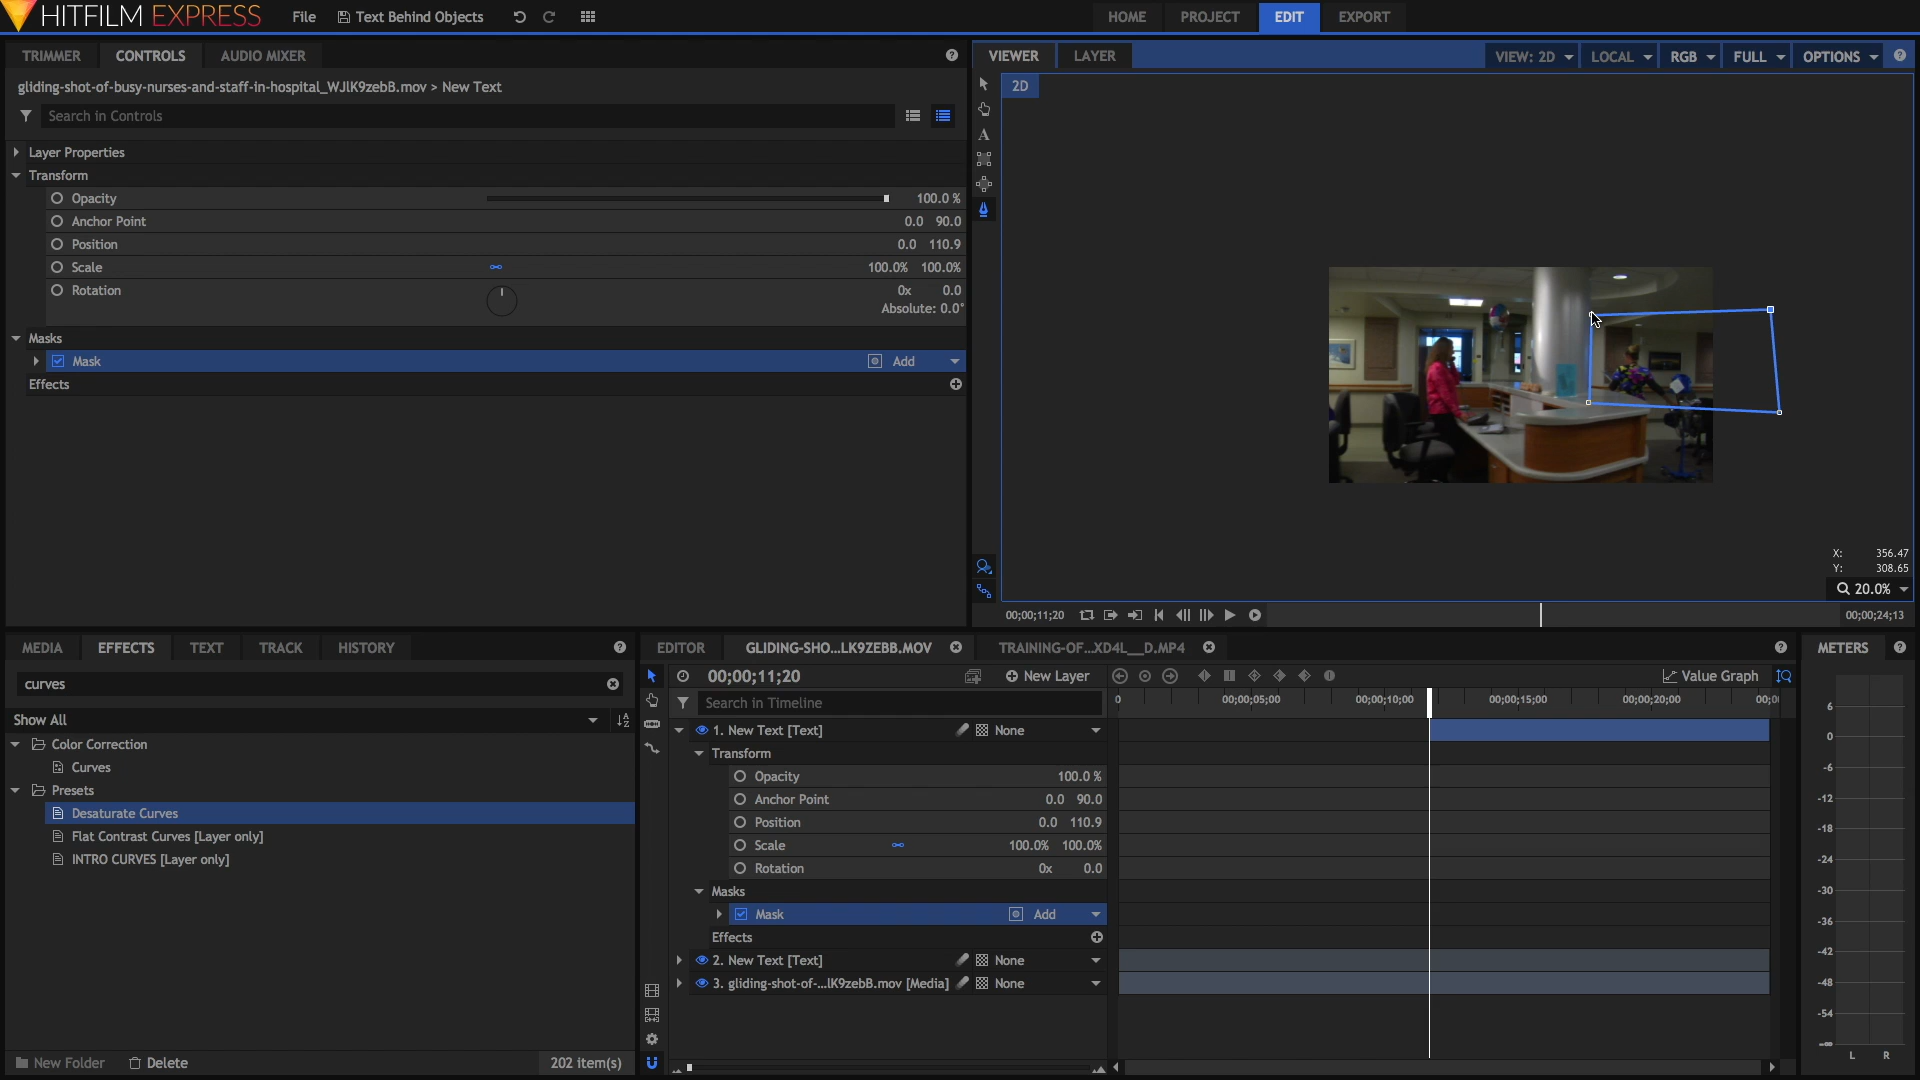 HITFILM EXPRESS
File
Text Behind Objects
HOME
PROJECT
EDIT
EXPORT
TRIMMER
CONTROLS
AUDIO MIXER
gliding-shot-of-busy-nurses-and-staff-in-hospital_WJlK9zebB.mov > New Text
Search in Controls
Layer Properties
Transform
Opacity 100.0 %
Anchor Point 0.0 90.0
Position 0.0 110.9
Scale 100.0% 100.0%
Rotation 0x 0.0
Absolute: 0.0°
Masks
Mask Add
Effects
VIEWER
LAYER
VIEW: 2D
LOCAL
RGB
FULL
OPTIONS
2D
X: 356.47
Y: 308.65
20.0%
00;00;11;20
00;00;24;13
MEDIA
EFFECTS
TEXT
TRACK
HISTORY
curves
Show All
Color Correction
Curves
Presets
Desaturate Curves
Flat Contrast Curves [Layer only]
INTRO CURVES [Layer only]
New Folder
Delete
202 item(s)
EDITOR
GLIDING-SHO...LK9ZEBB.MOV
TRAINING-OF...XD4L__D.MP4
00;00;11;20
New Layer
Value Graph
Search in Timeline
0
00;00;05;00
00;00;10;00
00;00;15;00
00;00;20;00
00;0
1. New Text [Text] None
Transform
Opacity 100.0 %
Anchor Point 0.0 90.0
Position 0.0 110.9
Scale 100.0% 100.0%
Rotation 0x 0.0
Masks
Mask Add
Effects
2. New Text [Text] None
3. gliding-shot-of-...lK9zebB.mov [Media] None
METERS
6
0
-6
-12
-18
-24
-30
-36
-42
-48
-54
-∞
L R